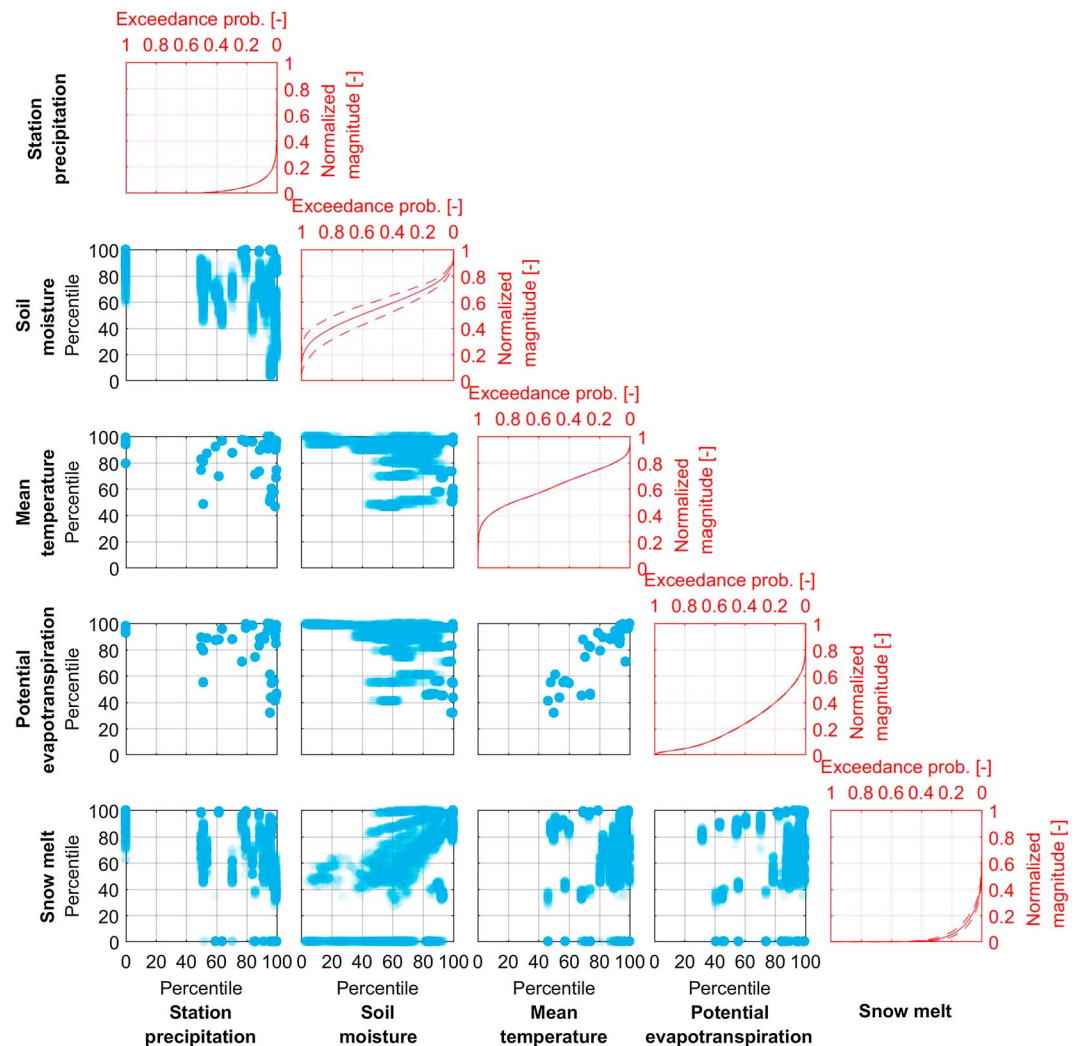 Exceedance prob. [-]
1 0.8 0.6 0.4 0.2 0
Station
precipitation
1
0.8
0.6
0.4
0.2
0
Normalized
magnitude [-]
Exceedance prob. [-]
1 0.8 0.6 0.4 0.2 0
Soil
moisture
Percentile
100
80
60
40
20
0
1
0.8
0.6
0.4
0.2
0
Normalized
magnitude [-]
Exceedance prob. [-]
1 0.8 0.6 0.4 0.2 0
Mean
temperature
Percentile
100
80
60
40
20
0
1
0.8
0.6
0.4
0.2
0
Normalized
magnitude [-]
Exceedance prob. [-]
1 0.8 0.6 0.4 0.2 0
Potential
evapotranspiration
Percentile
100
80
60
40
20
0
1
0.8
0.6
0.4
0.2
0
Normalized
magnitude [-]
Exceedance prob. [-]
1 0.8 0.6 0.4 0.2 0
Snow melt
Percentile
100
80
60
40
20
0
1
0.8
0.6
0.4
0.2
0
Normalized
magnitude [-]
0 20 40 60 80 100 0 20 40 60 80 100 0 20 40 60 80 100 0 20 40 60 80 100
Percentile Percentile Percentile Percentile
Station Soil Mean Potential Snow melt
precipitation moisture temperature evapotranspiration